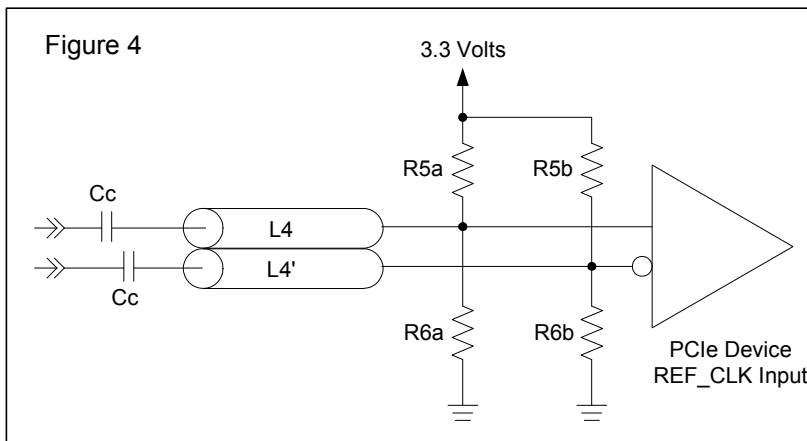 Figure 4
3.3 Volts
R5a
R5b
Cc
L4
L4'
Cc
R6a
R6b
PCIe Device
REF_CLK Input